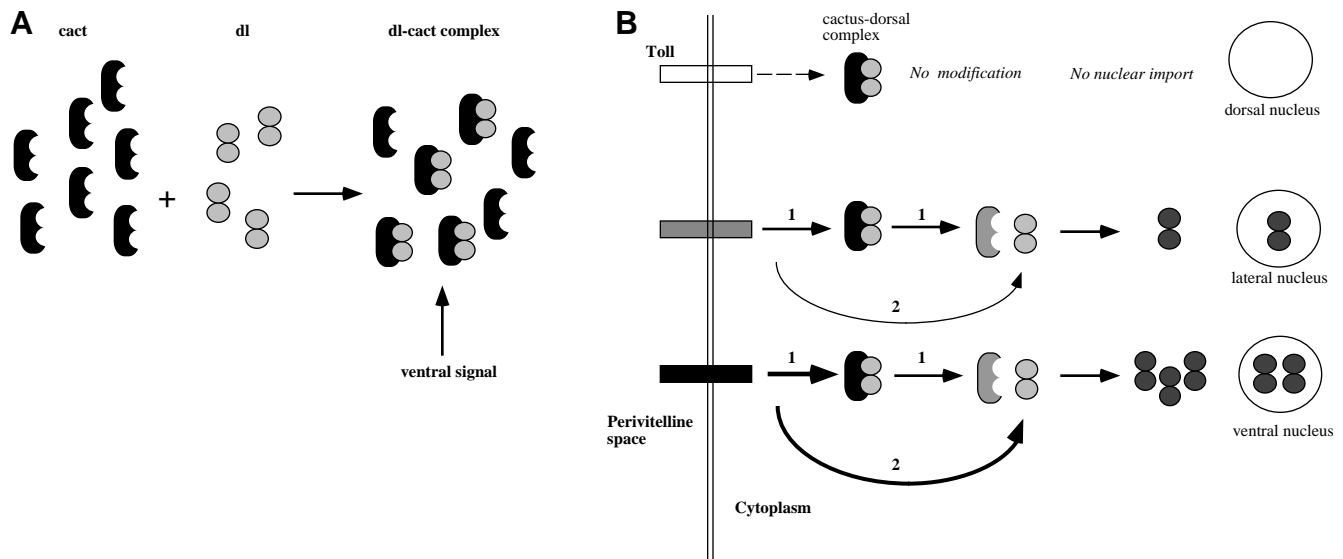 A
cact
dl
dl-cact complex
+
ventral signal
B
Toll
cactus-dorsal
complex
No modification
No nuclear import
dorsal nucleus
1
1
2
lateral nucleus
1
1
2
Perivitelline
space
ventral nucleus
Cytoplasm